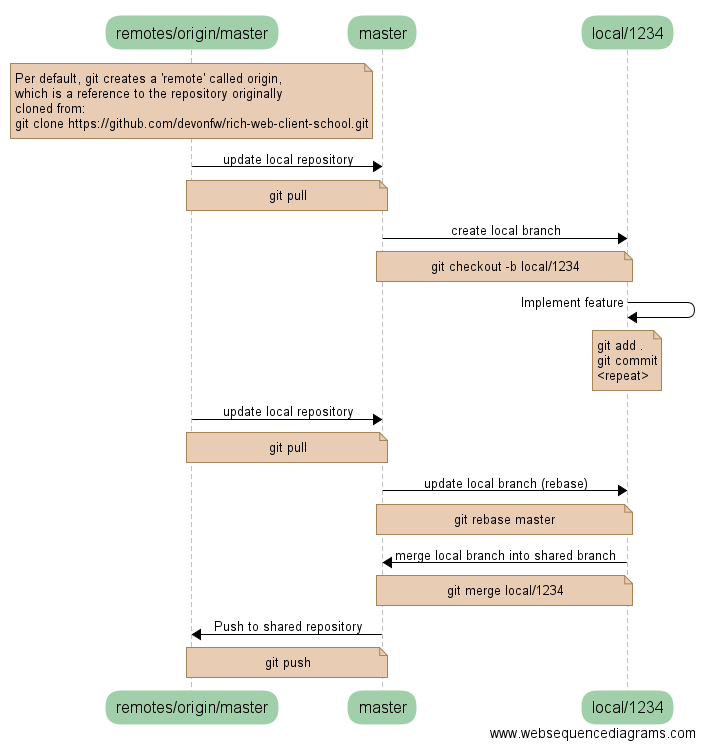 remotes/origin/master
master
local/1234
Per default, git creates a 'remote' called origin,
which is a reference to the repository originally
cloned from:
git clone https://github.com/devonfw/rich-web-client-school.git
update local repository
git pull
create local branch
git checkout -b local/1234
Implement feature
git add .
git commit
<repeat>
update local repository
git pull
update local branch (rebase)
git rebase master
merge local branch into shared branch
git merge local/1234
Push to shared repository
git push
remotes/origin/master
master
local/1234
www.websequencediagrams.com